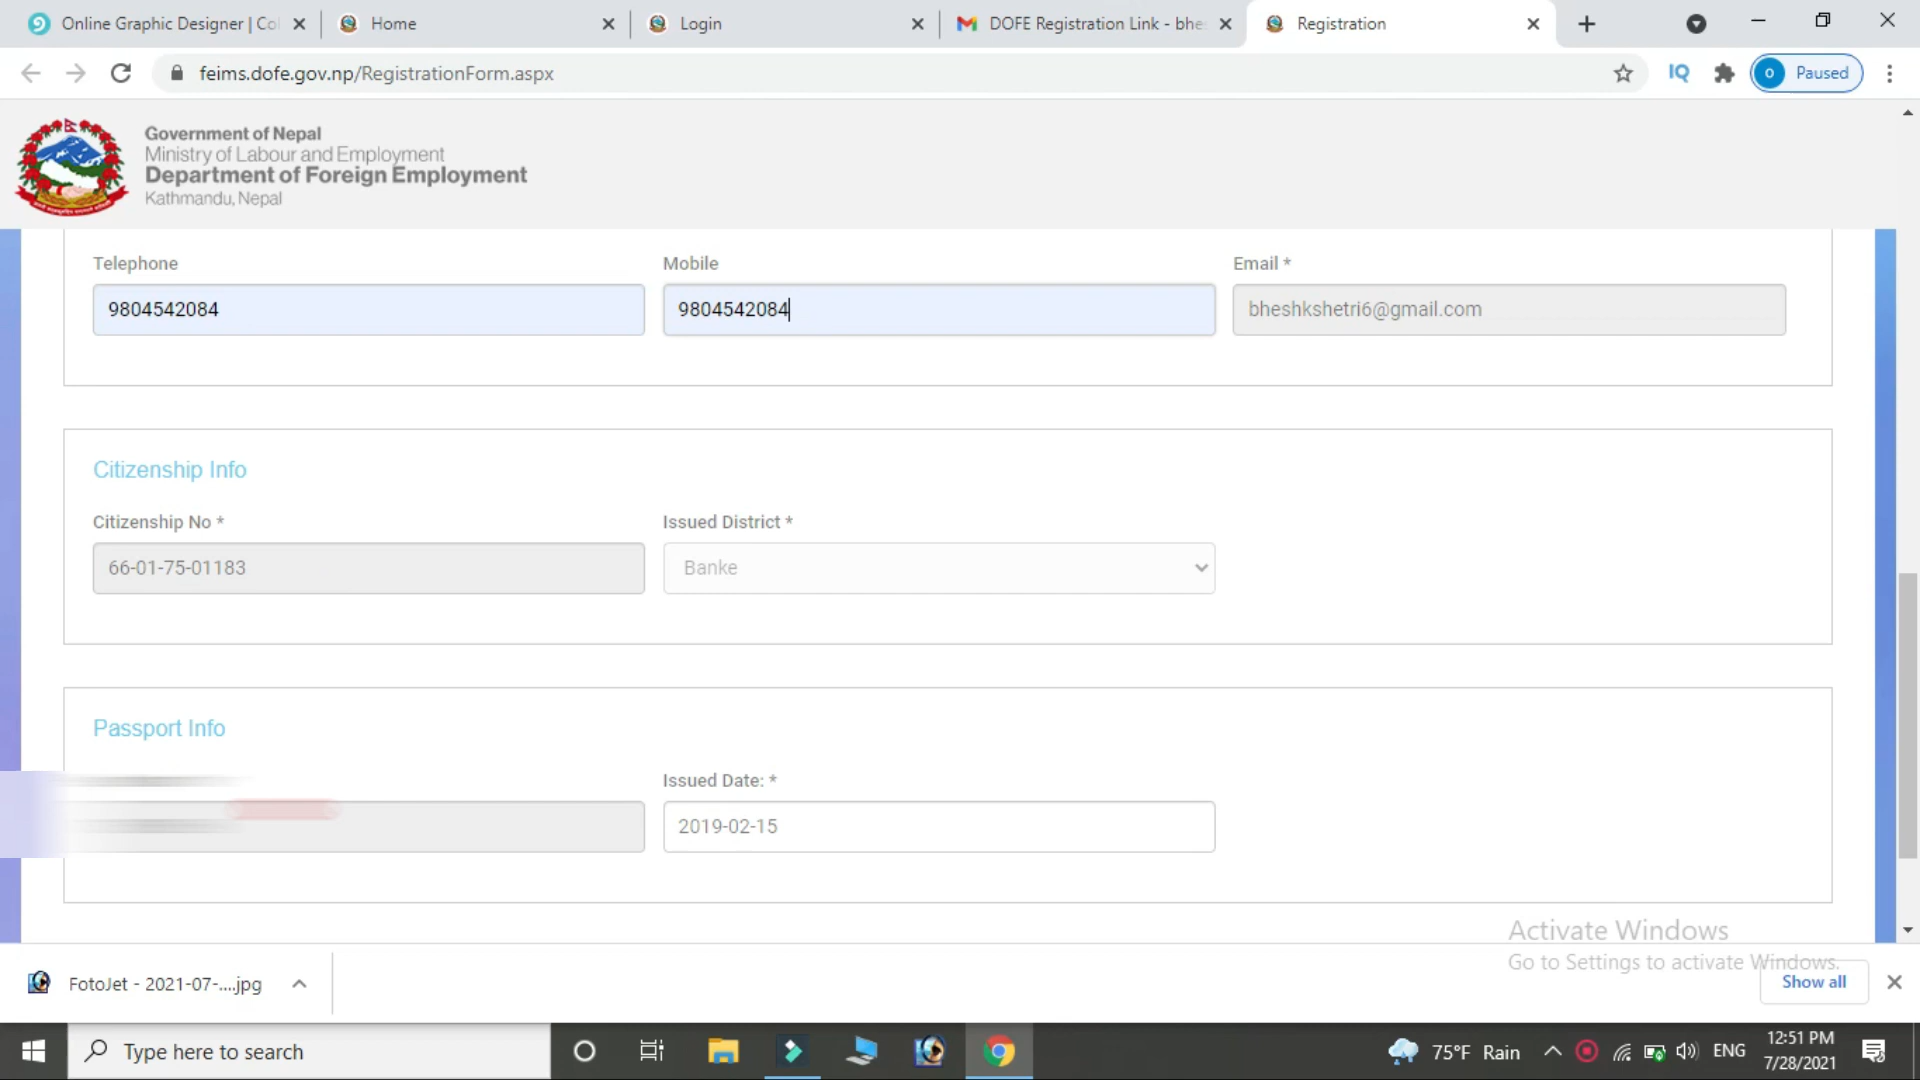 Online Graphic Designer | Col
Home
Login
DOFE Registration Link - bhes
Registration
feims.dofe.gov.np/RegistrationForm.aspx
IQ
O
Paused
Government of Nepal
Ministry of Labour and Employment
Department of Foreign Employment
Kathmandu, Nepal
Telephone
Mobile
Email *
9804542084
9804542084
bheshkshetri6@gmail.com
Citizenship Info
Citizenship No *
Issued District *
66-01-75-01183
Banke
Passport Info
Issued Date: *
2019-02-15
Activate Windows
Go to Settings to activate Windows.
FotoJet - 2021-07-....jpg
Show all
Type here to search
75°F Rain
ENG
12:51 PM
7/28/2021